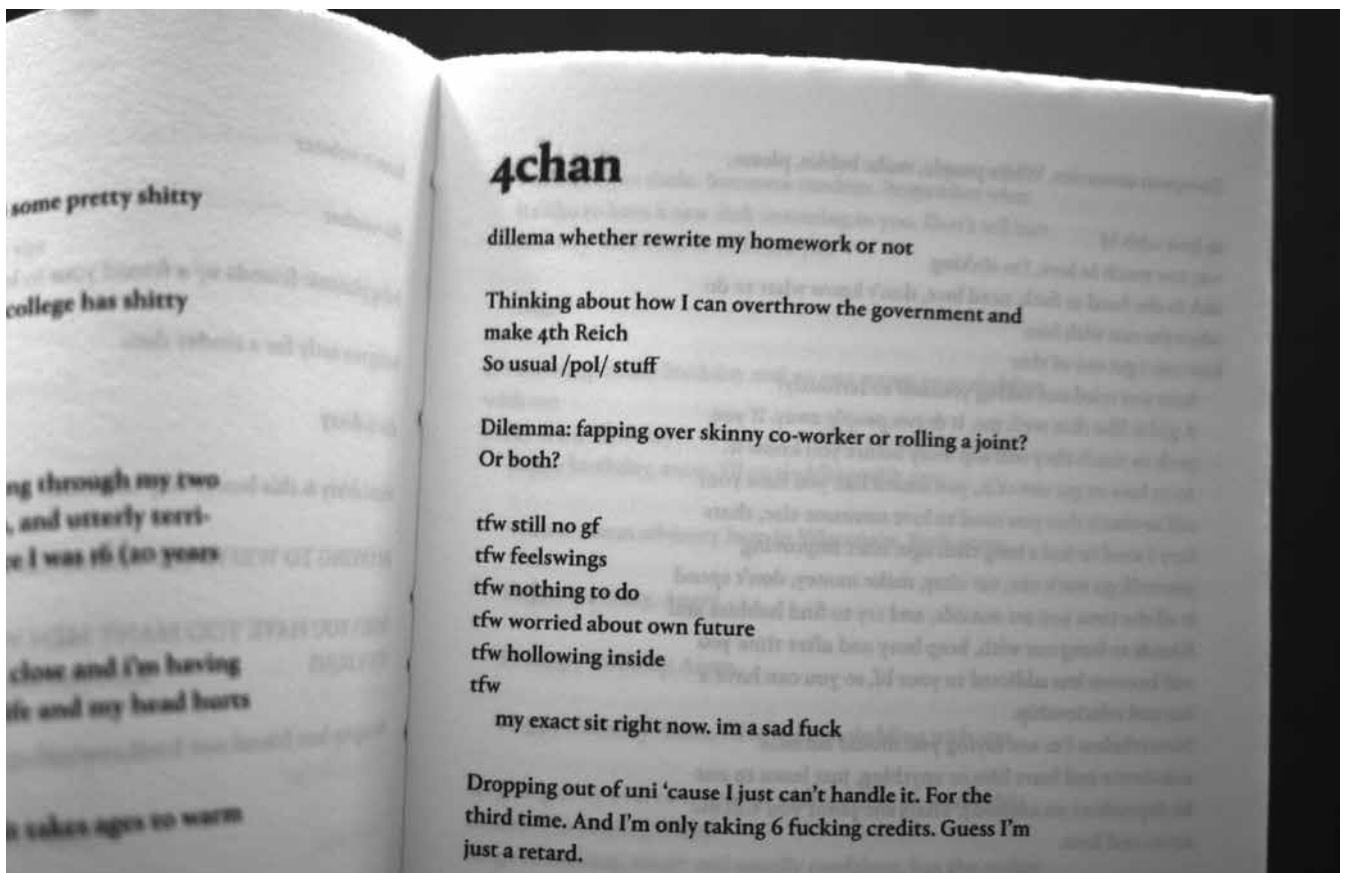 some pretty shitty
college has shitty
ng through my two
, and utterly terri-
e I was 16 (20 years
close and i'm having
ife and my head hurts
t takes ages to warm
4chan
dillema whether rewrite my homework or not
Thinking about how I can overthrow the government and
make 4th Reich
So usual /pol/ stuff
Dilemma: fapping over skinny co-worker or rolling a joint?
Or both?
tfw still no gf
tfw feelswings
tfw nothing to do
tfw worried about own future
tfw hollowing inside
tfw
my exact sit right now. im a sad fuck
Dropping out of uni ‘cause I just can’t handle it. For the
third time. And I’m only taking 6 fucking credits. Guess I’m
just a retard.